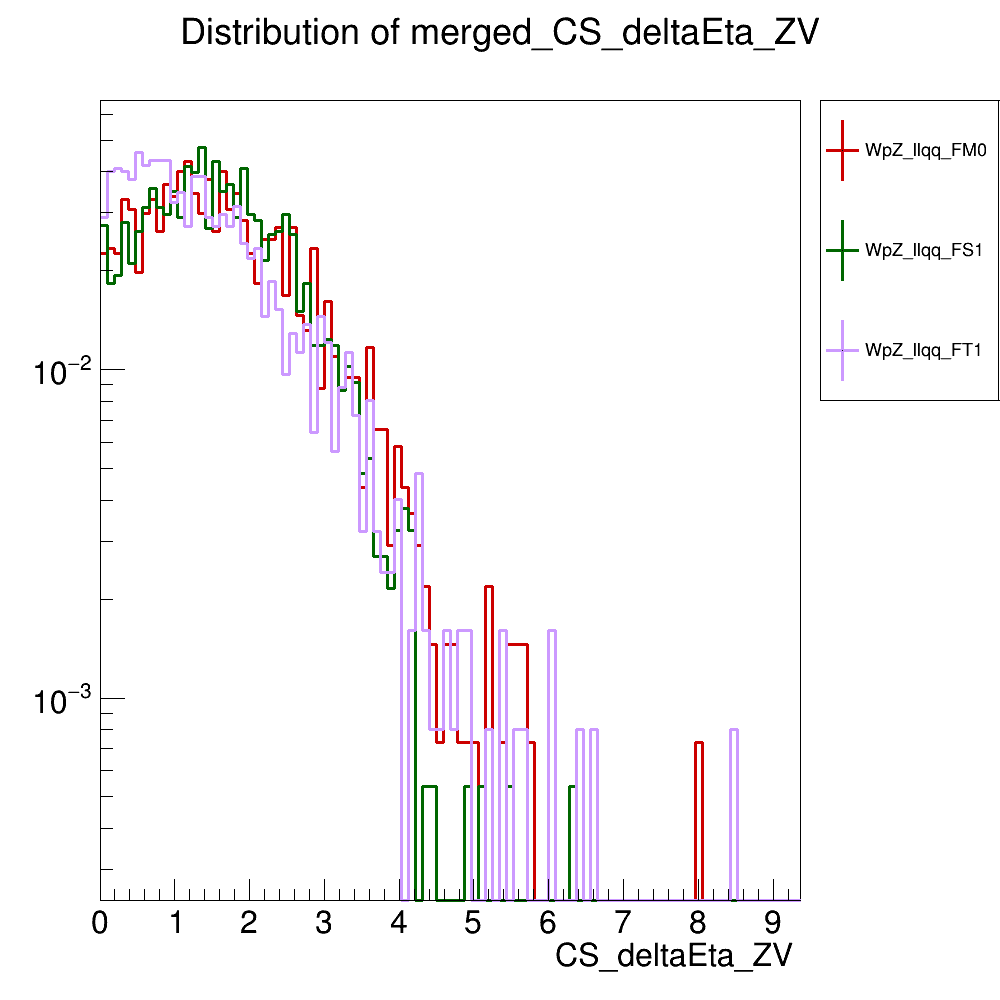 Distribution of merged_CS_deltaEta_ZV
WpZ_llqq_FM0
WpZ_llqq_FS1
WpZ_llqq_FT1
10−2
10−3
0 1 2 3 4 5 6 7 8 9
CS_deltaEta_ZV